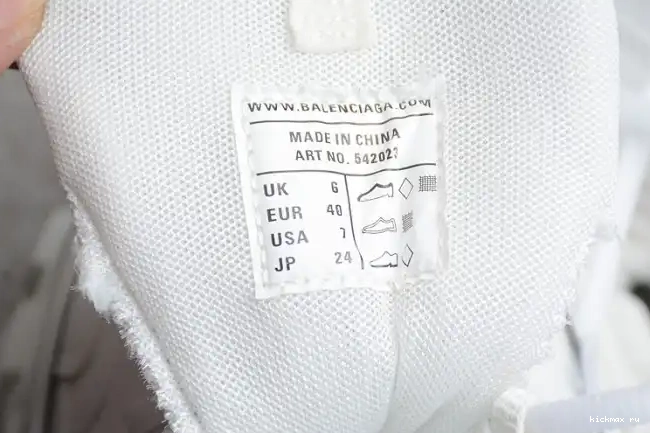 WWW.BALENCIAGA.COM
MADE IN CHINA
ART NO. 542023
UK 6
EUR 40
USA 7
JP 24
kickmax ru